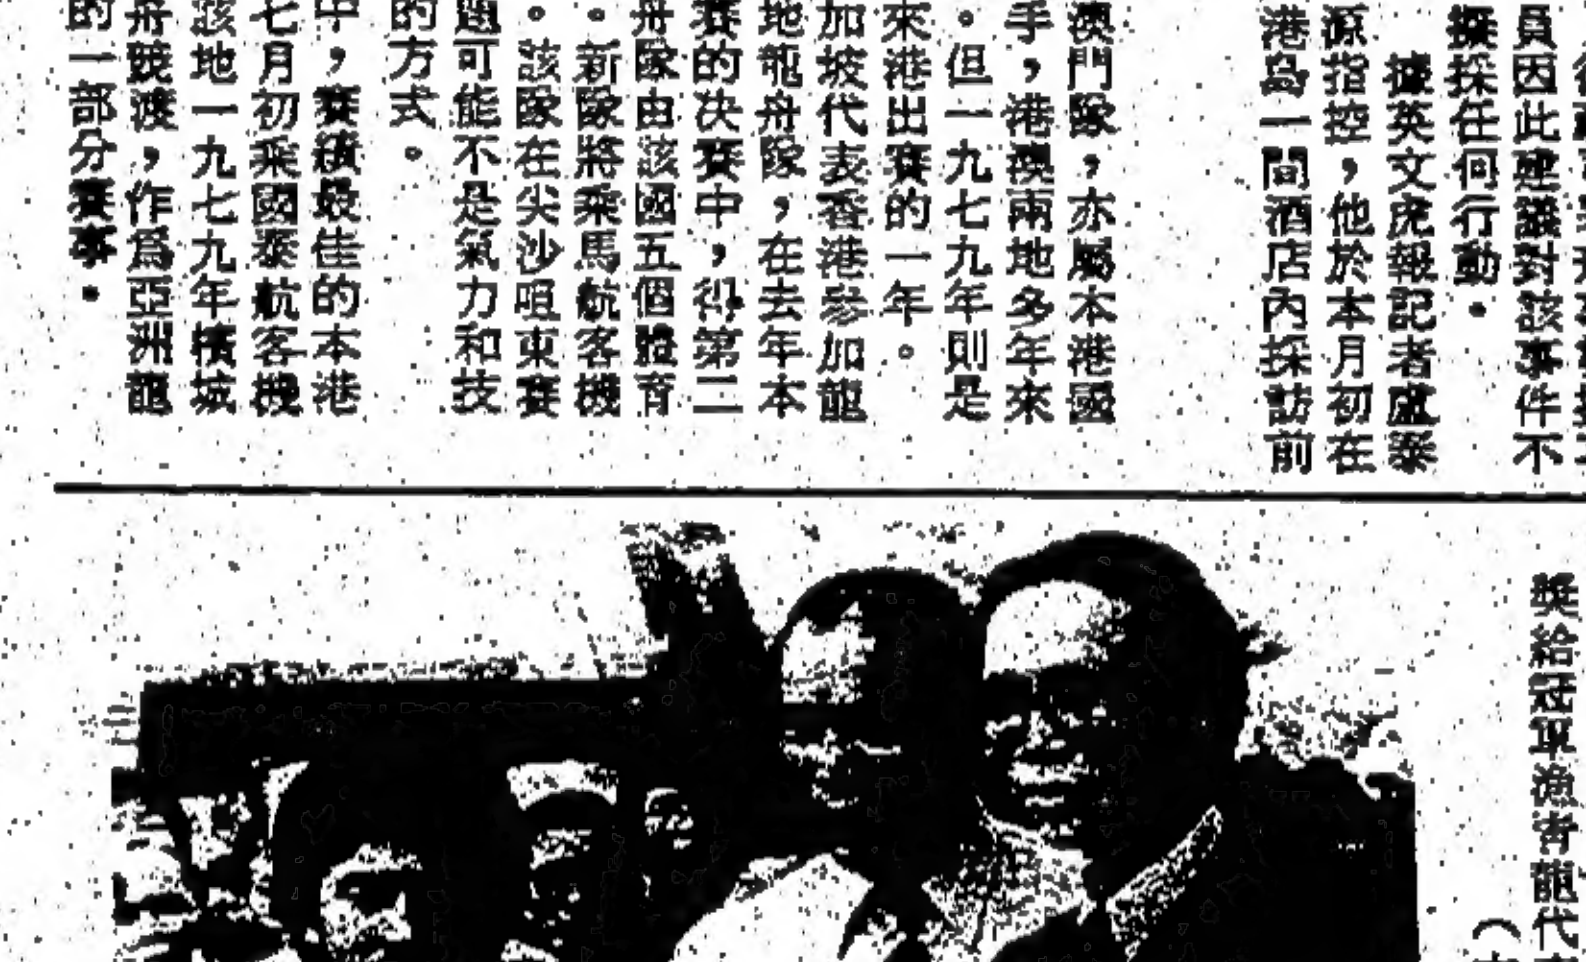 員因此建議對該事件不
擬採任何行動．
據英文虎報記者盧泰
源指控，他於本月初在
港島一間酒店內採訪前
澳門隊，亦屬本港國
手，港澳兩地多年來
。但一九七九年則是
來港出賽的一年。
加坡代表香港參加龍
地龍舟隊，在去年本
賽的決賽中，得第二
舟隊由該國五個體育
．新隊將乘馬航客機
。該隊在尖沙咀東賽
題可能不是氣力和技
的方式。
中，賽績較佳的本港
七月初乘國泰航客機
該地一九七九年檳城
舟競渡，作爲亞洲龍
的一部分賽事．
獎給冠軍漁青龍代
（